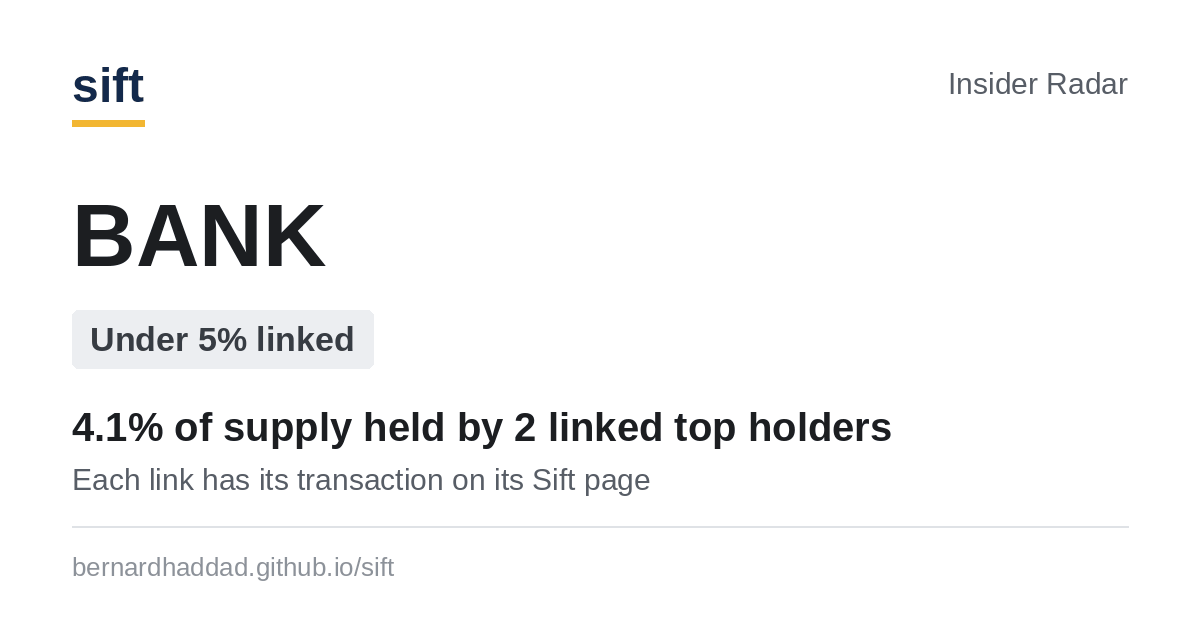 sift
Insider Radar
BANK
Under 5% linked
4.1% of supply held by 2 linked top holders
Each link has its transaction on its Sift page
bernardhaddad.github.io/sift